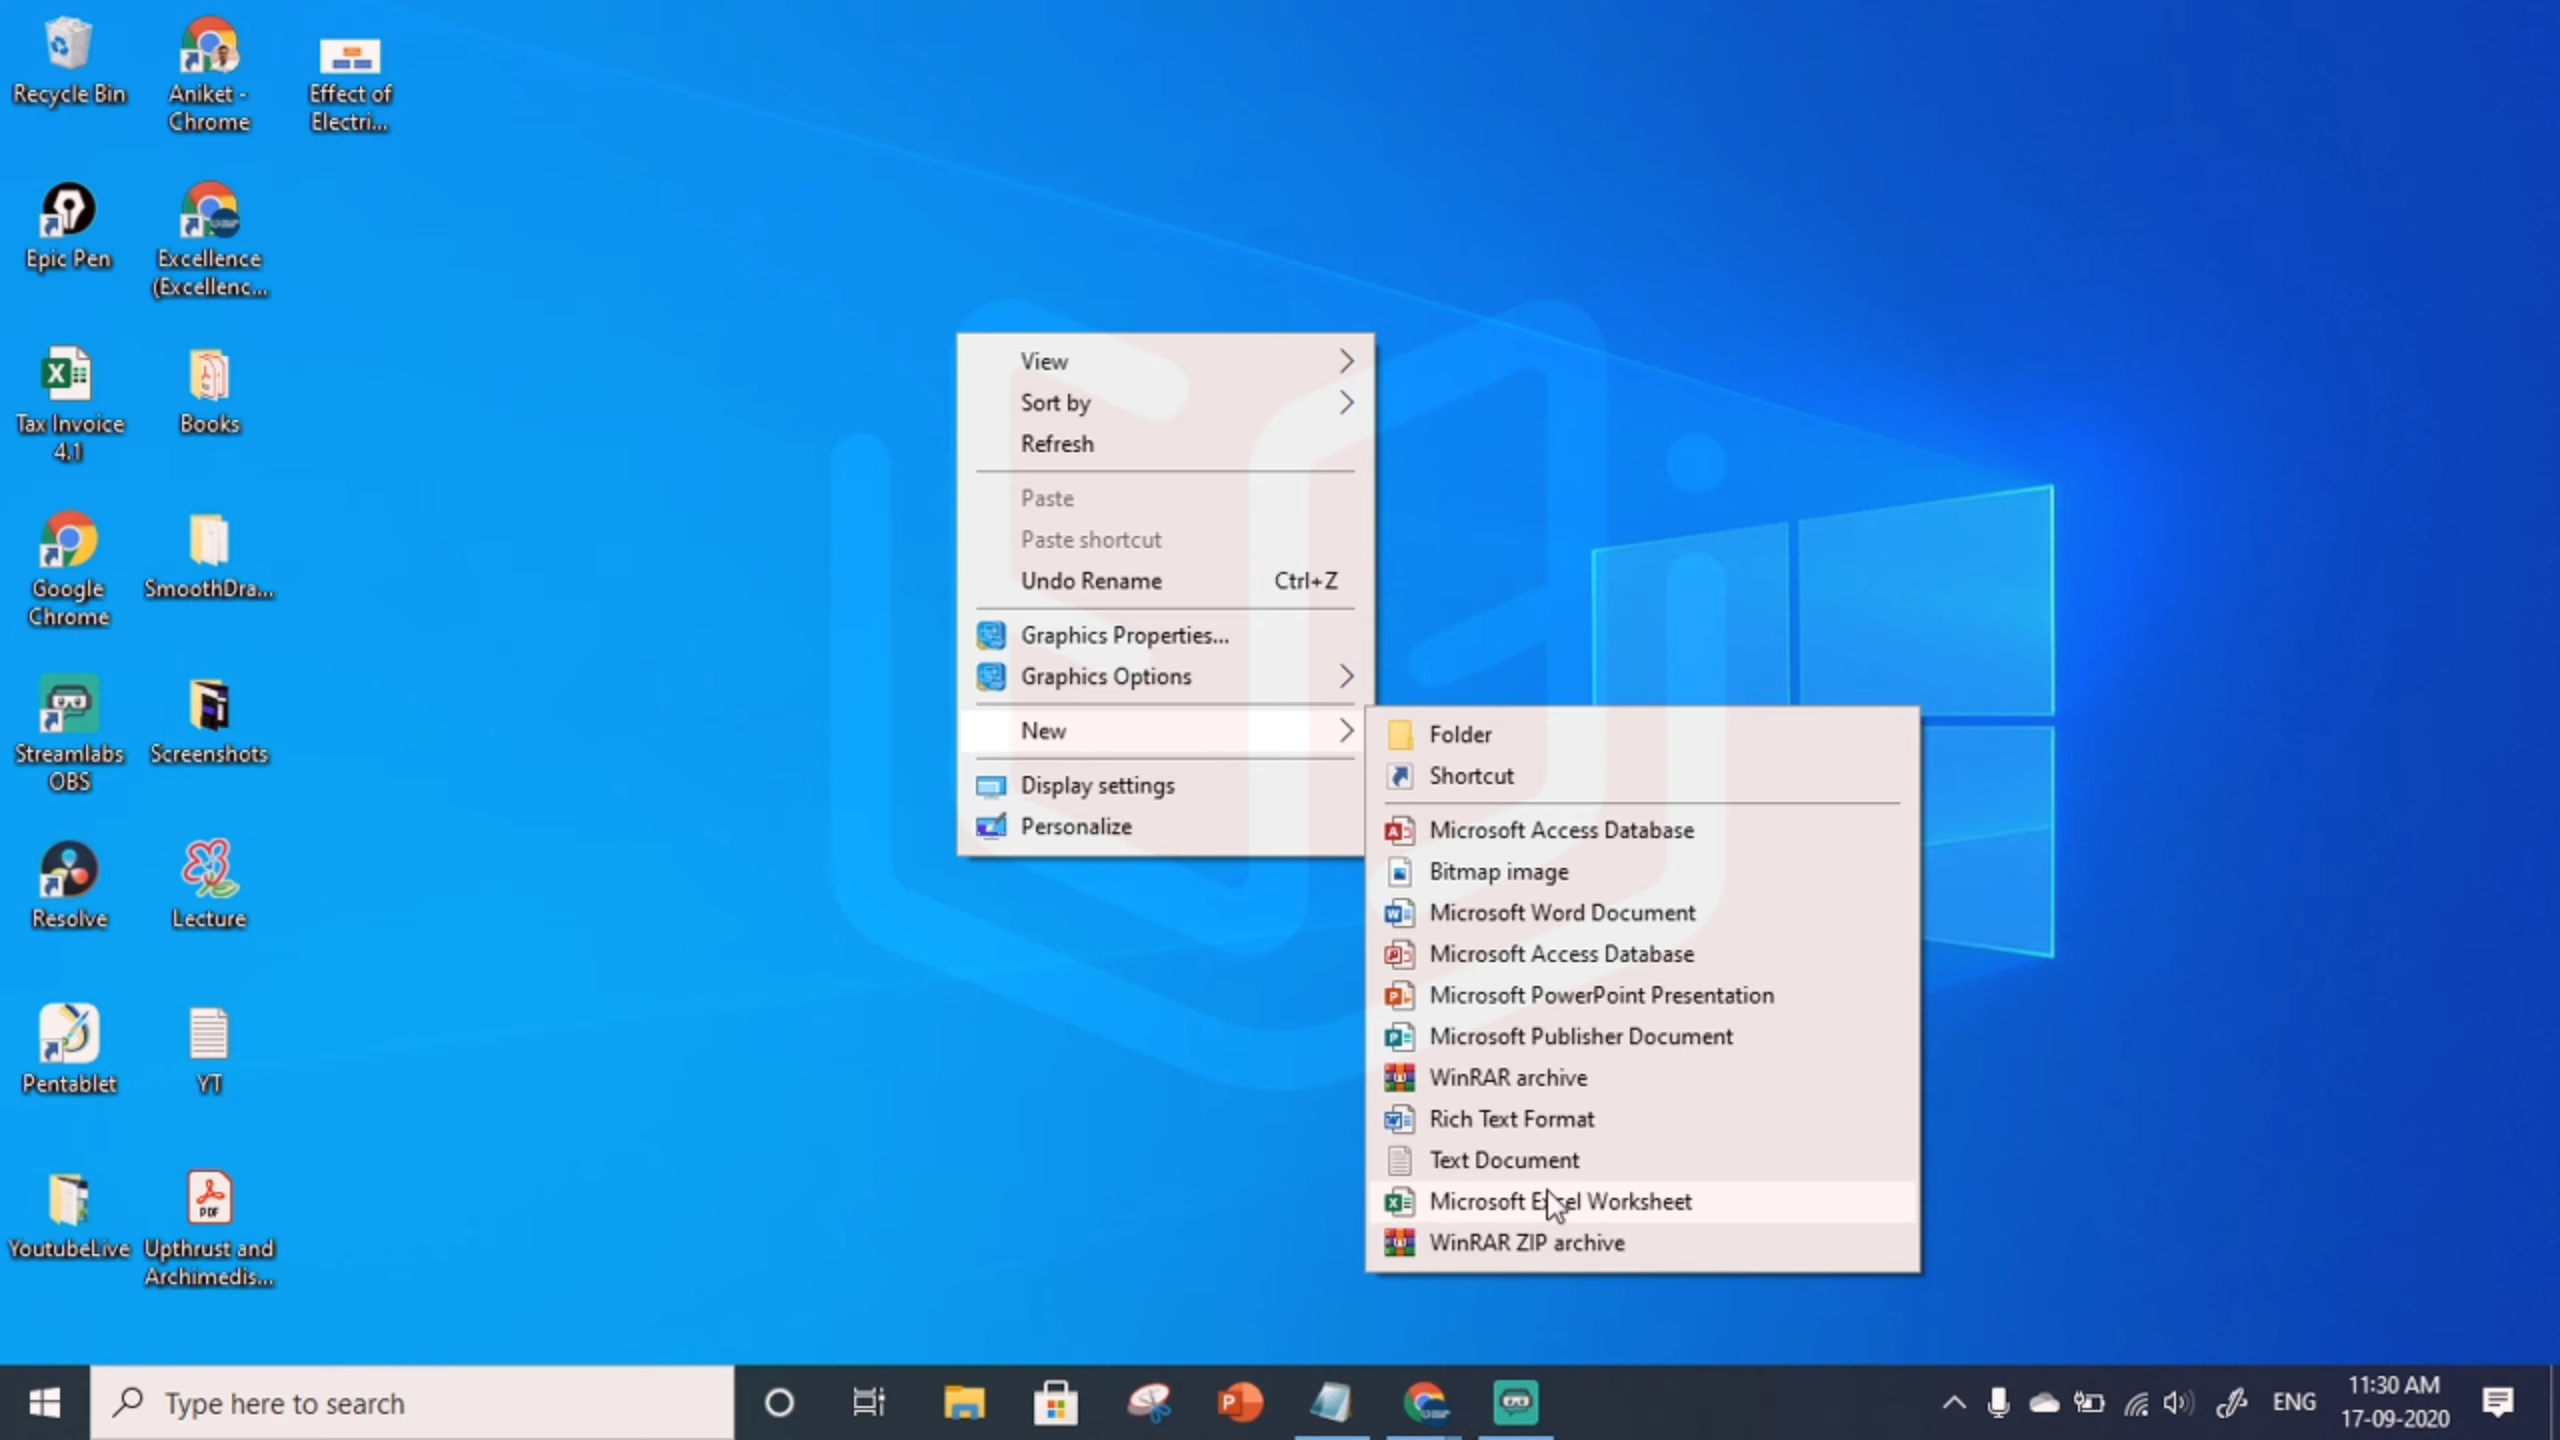 Recycle Bin
Aniket -
Chrome
Effect of
Electri...
Epic Pen
Excellence
(Excellenc...
Tax Invoice
4.1
Books
Google
Chrome
SmoothDra...
Streamlabs
OBS
Screenshots
Resolve
Lecture
Pentablet
YT
YoutubeLive
Upthrust and
Archimedis...
View
Sort by
Refresh
Paste
Paste shortcut
Undo Rename Ctrl+Z
Graphics Properties...
Graphics Options
New
Display settings
Personalize
Folder
Shortcut
Microsoft Access Database
Bitmap image
Microsoft Word Document
Microsoft Access Database
Microsoft PowerPoint Presentation
Microsoft Publisher Document
WinRAR archive
Rich Text Format
Text Document
Microsoft Excel Worksheet
WinRAR ZIP archive
Type here to search
ENG
11:30 AM
17-09-2020